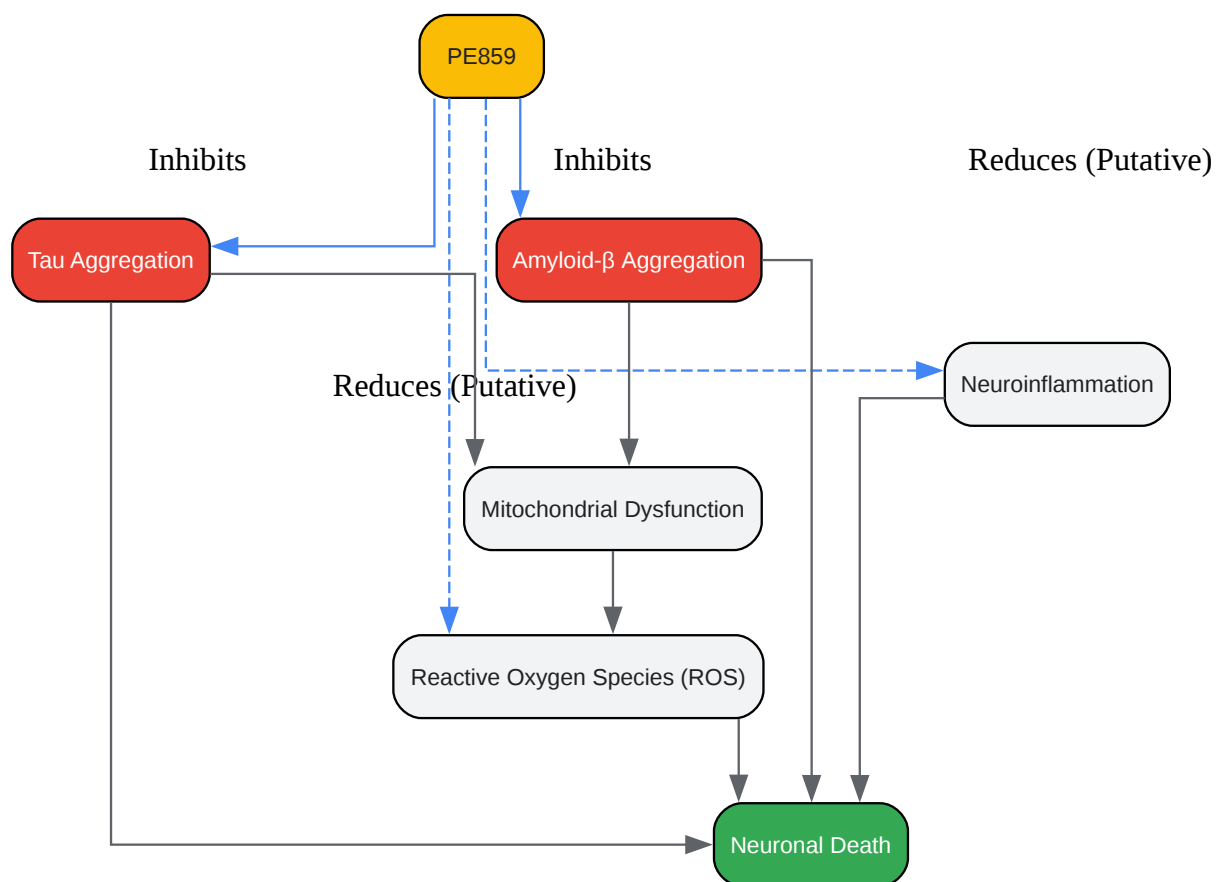 PE859
Inhibits
Inhibits
Reduces (Putative)
Tau Aggregation
Amyloid-β Aggregation
Neuroinflammation
Reduces (Putative)
Mitochondrial Dysfunction
Reactive Oxygen Species (ROS)
Neuronal Death